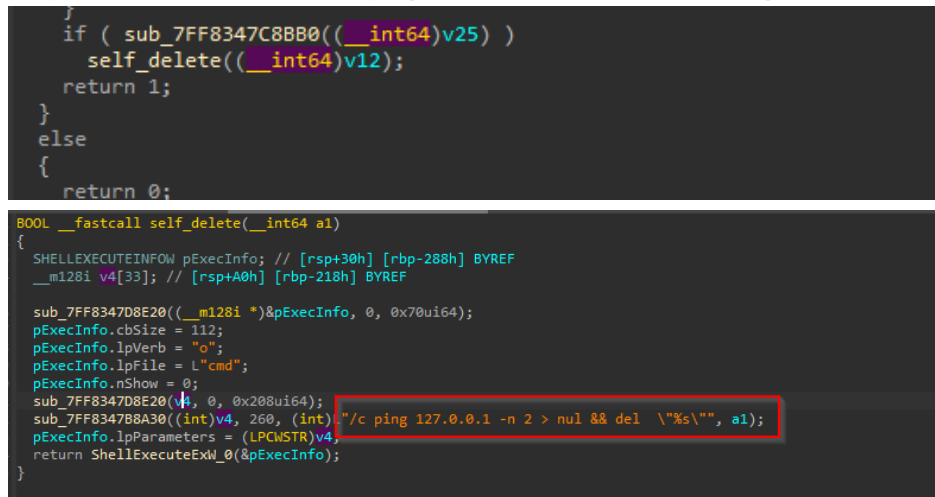 }
if ( sub_7FF8347C8BB0((__int64)v25) )
self_delete((__int64)v12);
return 1;
}
else
{
return 0;
BOOL __fastcall self_delete(__int64 a1)
{
SHELLEXECUTEINFOW pExecInfo; // [rsp+30h] [rbp-288h] BYREF
__m128i v4[33]; // [rsp+A0h] [rbp-218h] BYREF
sub_7FF8347D8E20((__m128i *)&pExecInfo, 0, 0x70ui64);
pExecInfo.cbSize = 112;
pExecInfo.lpVerb = "o";
pExecInfo.lpFile = L"cmd";
pExecInfo.nShow = 0;
sub_7FF8347D8E20(v4, 0, 0x208ui64);
sub_7FF8347B8A30((int)v4, 260, (int)L"/c ping 127.0.0.1 -n 2 > nul && del  \"%s\"", a1);
pExecInfo.lpParameters = (LPCWSTR)v4;
return ShellExecuteExW_0(&pExecInfo);
}